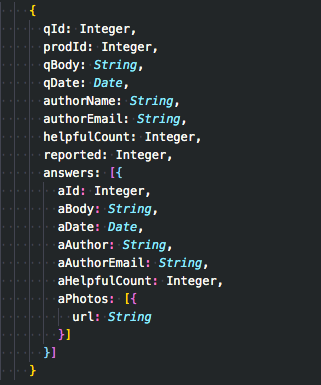 {
qId: Integer,
prodId: Integer,
qBody: String,
qDate: Date,
authorName: String,
authorEmail: String,
helpfulCount: Integer,
reported: Integer,
answers: [{
aId: Integer,
aBody: String,
aDate: Date,
aAuthor: String,
aAuthorEmail: String,
aHelpfulCount: Integer,
aPhotos: [{
url: String
}]
}]
}